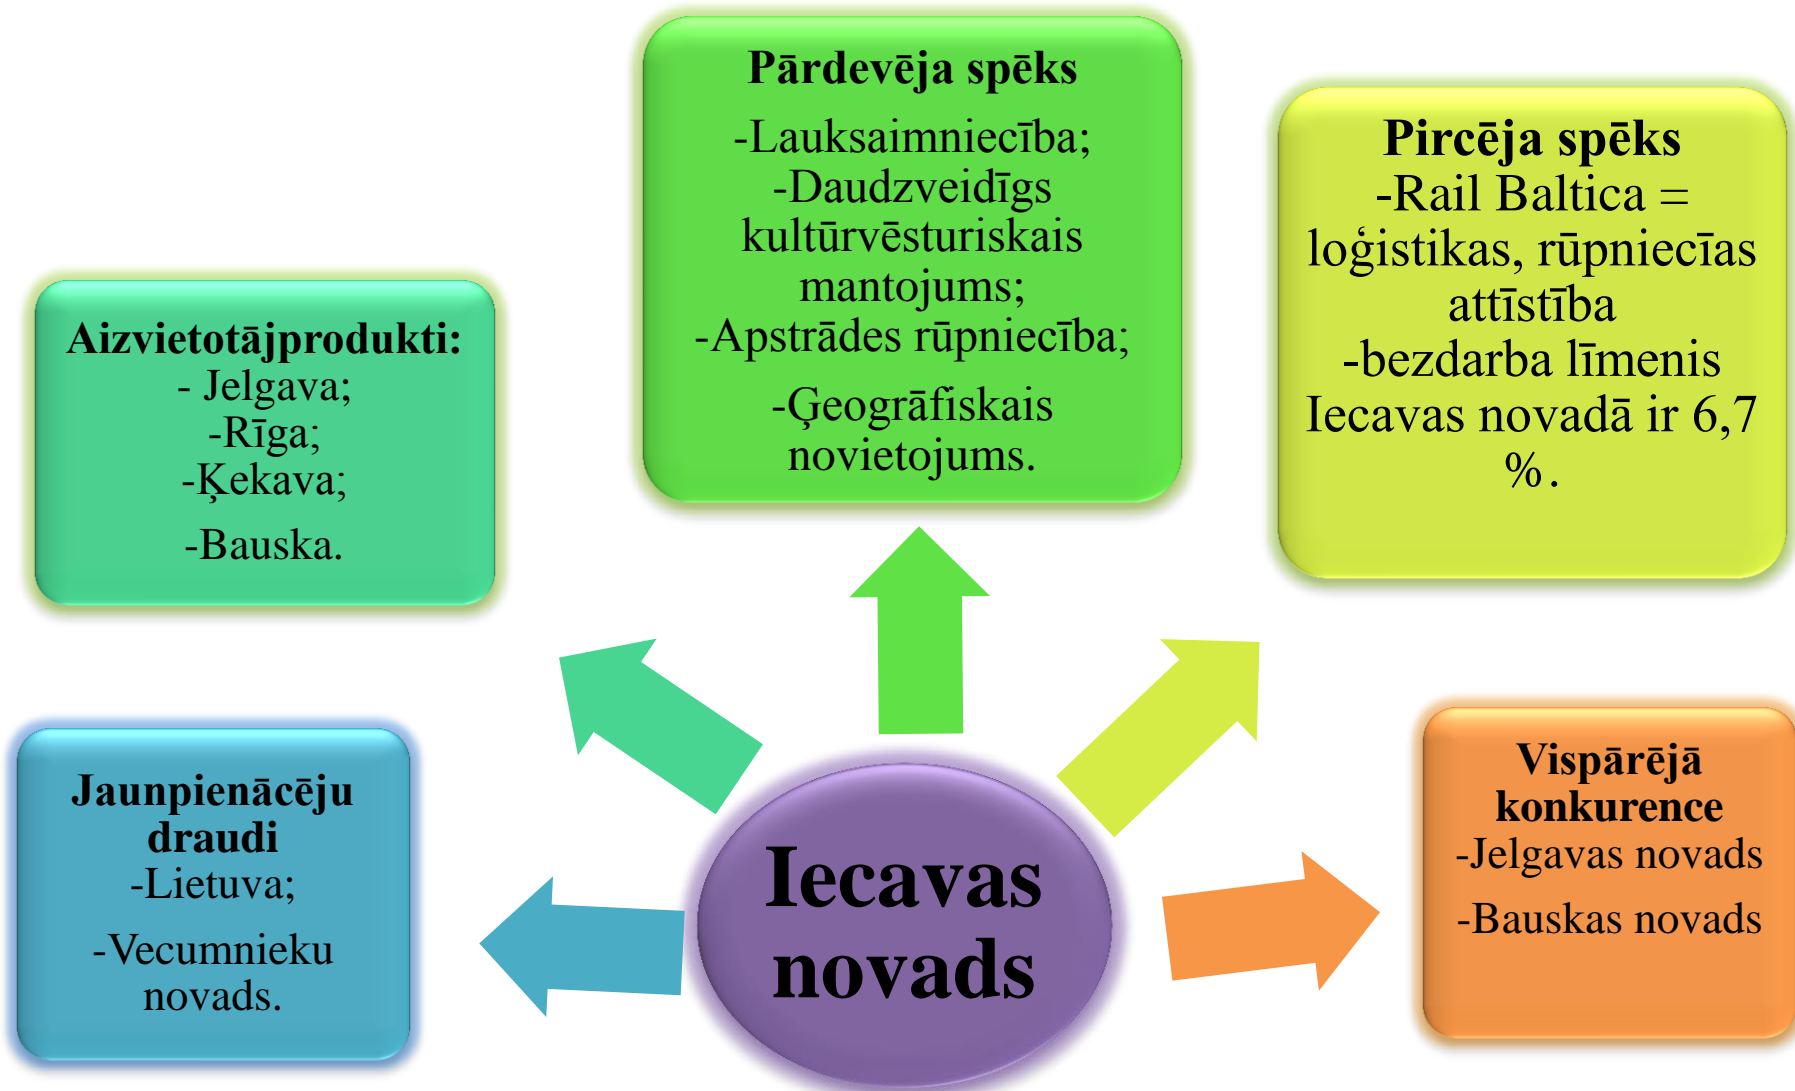 Pārdevēja spēks
-Lauksaimniecība;
-Daudzveidīgs
kultūrvēsturiskais
mantojums;
-Apstrādes rūpniecība;
-Ģeogrāfiskais
novietojums.
Pircēja spēks
-Rail Baltica =
loģistikas, rūpniecīas
attīstība
-bezdarba līmenis
Iecavas novadā ir 6,7
%.
Aizvietotājprodukti:
- Jelgava;
-Rīga;
-Ķekava;
-Bauska.
Jaunpienācēju
draudi
-Lietuva;
-Vecumnieku
novads.
Iecavas
novads
Vispārējā
konkurence
-Jelgavas novads
-Bauskas novads